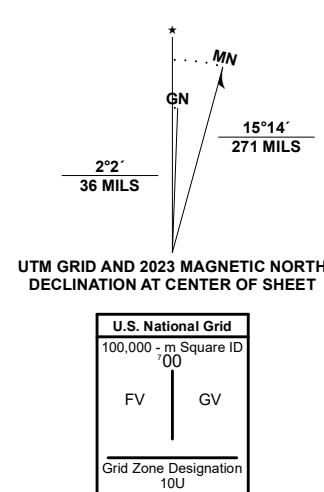 ★
MN
GN
15°14´
271 MILS
2°2´
36 MILS
UTM GRID AND 2023 MAGNETIC NORTH
DECLINATION AT CENTER OF SHEET
U.S. National Grid
100,000 - m Square ID
⁷00
FV GV
Grid Zone Designation
10U